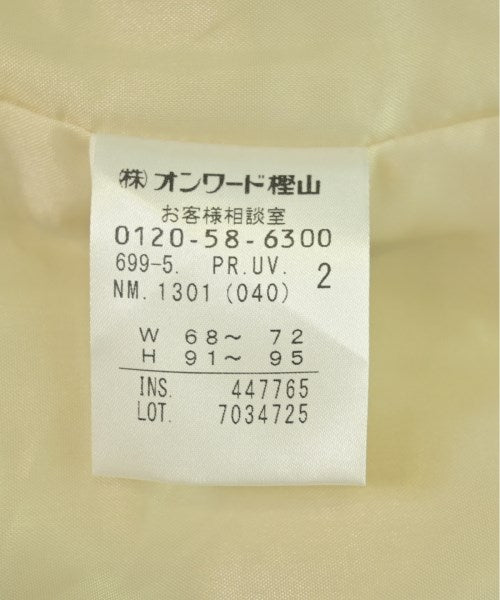 ㈱オンワード樫山
お客様相談室
0120-58-6300
699-5. PR.UV. 2
NM.1301(040)
W 68～ 72
H 91～ 95
INS. 447765
LOT. 7034725